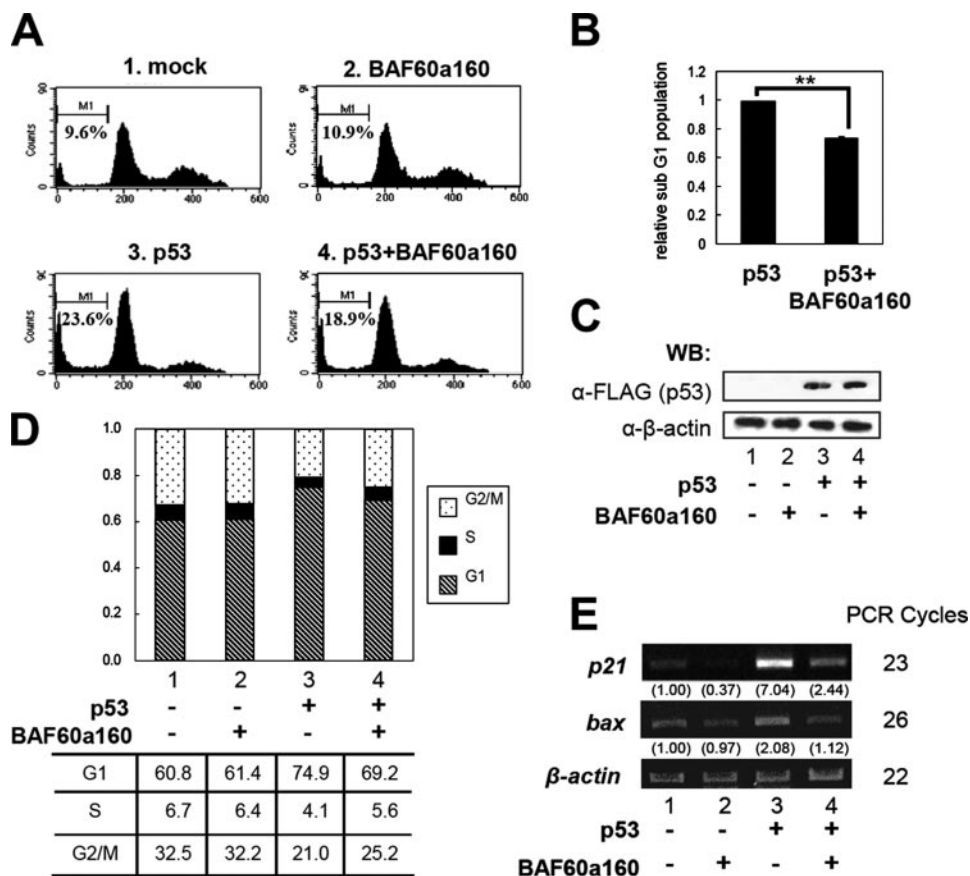 A
1. mock
90
Counts
0
M1
9.6%
0 200 400 600
2. BAF60a160
Counts
0
M1
10.9%
0 200 400 600
3. p53
Counts
0
M1
23.6%
0 200 400 600
4. p53+BAF60a160
Counts
0
M1
18.9%
0 200 400 600
B
relative sub G1 population
1.2
1
0.8
0.6
0.4
0.2
0
**
p53
p53+
BAF60a160
C
WB:
α-FLAG (p53)
α-β-actin
1 2 3 4
p53 - - + +
BAF60a160 - + - +
D
1.0
0.8
0.6
0.4
0.2
0.0
G2/M
S
G1
1 2 3 4
p53 - - + +
BAF60a160 - + - +
G1 60.8 61.4 74.9 69.2
S 6.7 6.4 4.1 5.6
G2/M 32.5 32.2 21.0 25.2
E
PCR Cycles
p21 23
(1.00) (0.37) (7.04) (2.44)
bax 26
(1.00) (0.97) (2.08) (1.12)
β-actin 22
1 2 3 4
p53 - - + +
BAF60a160 - + - +